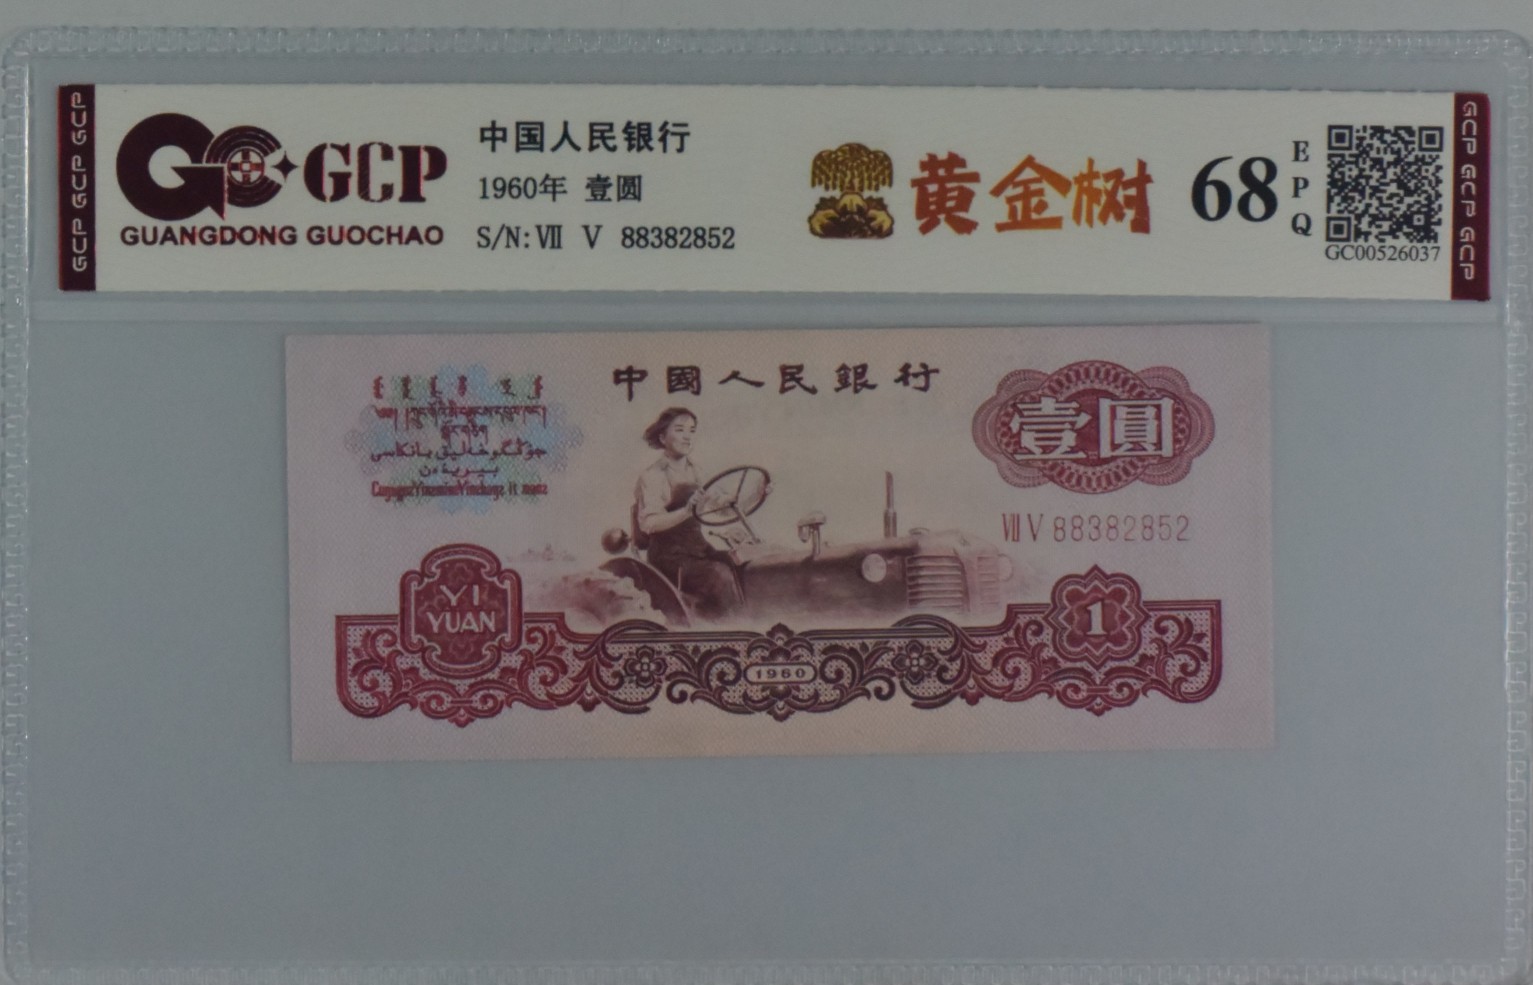 GCP GCP GCP
GCP
GUANGDONG GUOCHAO
中国人民银行
1960年 壹圆
S/N: Ⅶ V 88382852
黄金树
68
EPQ
GC00526037
GCP GCP GCP
中國人民銀行
壹圓
Ⅶ V 88382852
YI
YUAN
1960
1